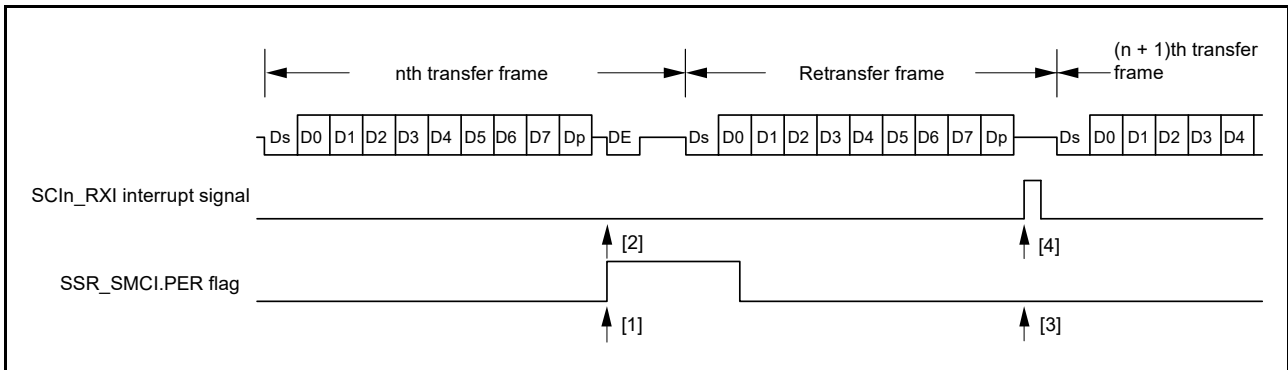 nth transfer frame
Retransfer frame
(n + 1)th transfer
frame
Ds D0 D1 D2 D3 D4 D5 D6 D7 Dp DE Ds D0 D1 D2 D3 D4 D5 D6 D7 Dp Ds D0 D1 D2 D3 D4
SCIn_RXI interrupt signal
[2] [4]
SSR_SMCI.PER flag
[1] [3]